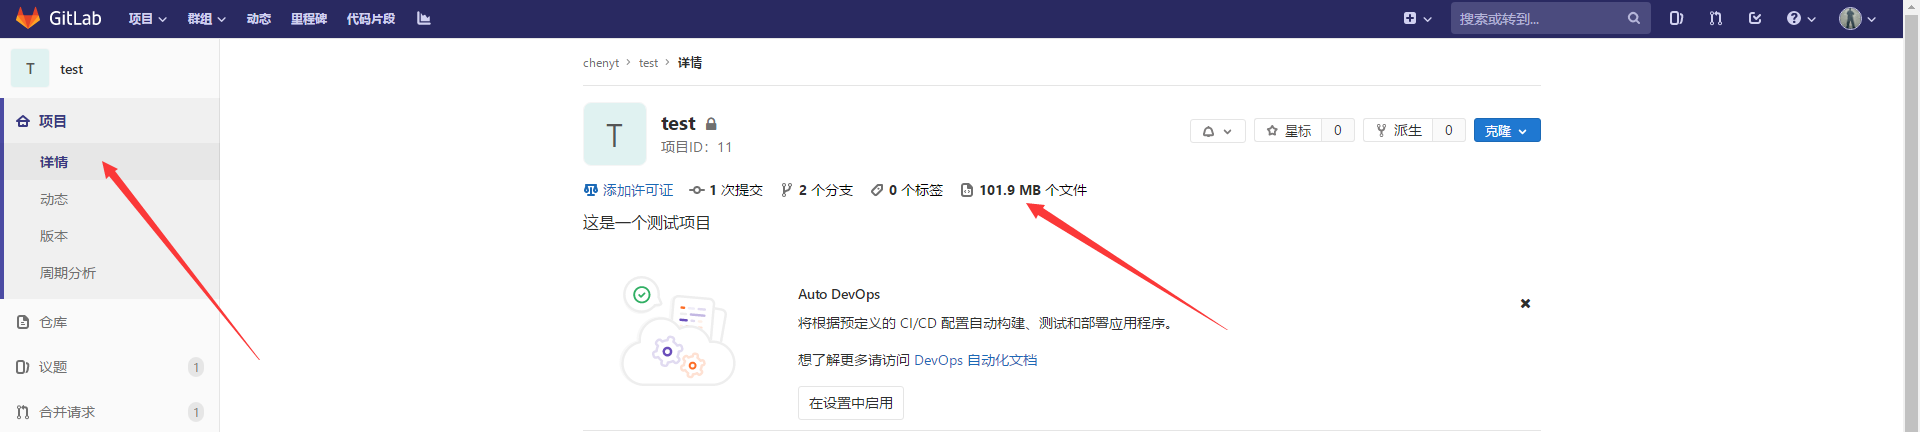 GitLab 项目 群组 动态 里程碑 代码片段 搜索或转到...
T test
项目
详情
动态
版本
周期分析
仓库
议题 1
合并请求 1
chenyt › test › 详情
T
test
项目ID：11
星标 0 派生 0 克隆
添加许可证 1 次提交 2 个分支 0 个标签 101.9 MB 个文件
这是一个测试项目
Auto DevOps
将根据预定义的 CI/CD 配置自动构建、测试和部署应用程序。
想了解更多请访问 DevOps 自动化文档
在设置中启用